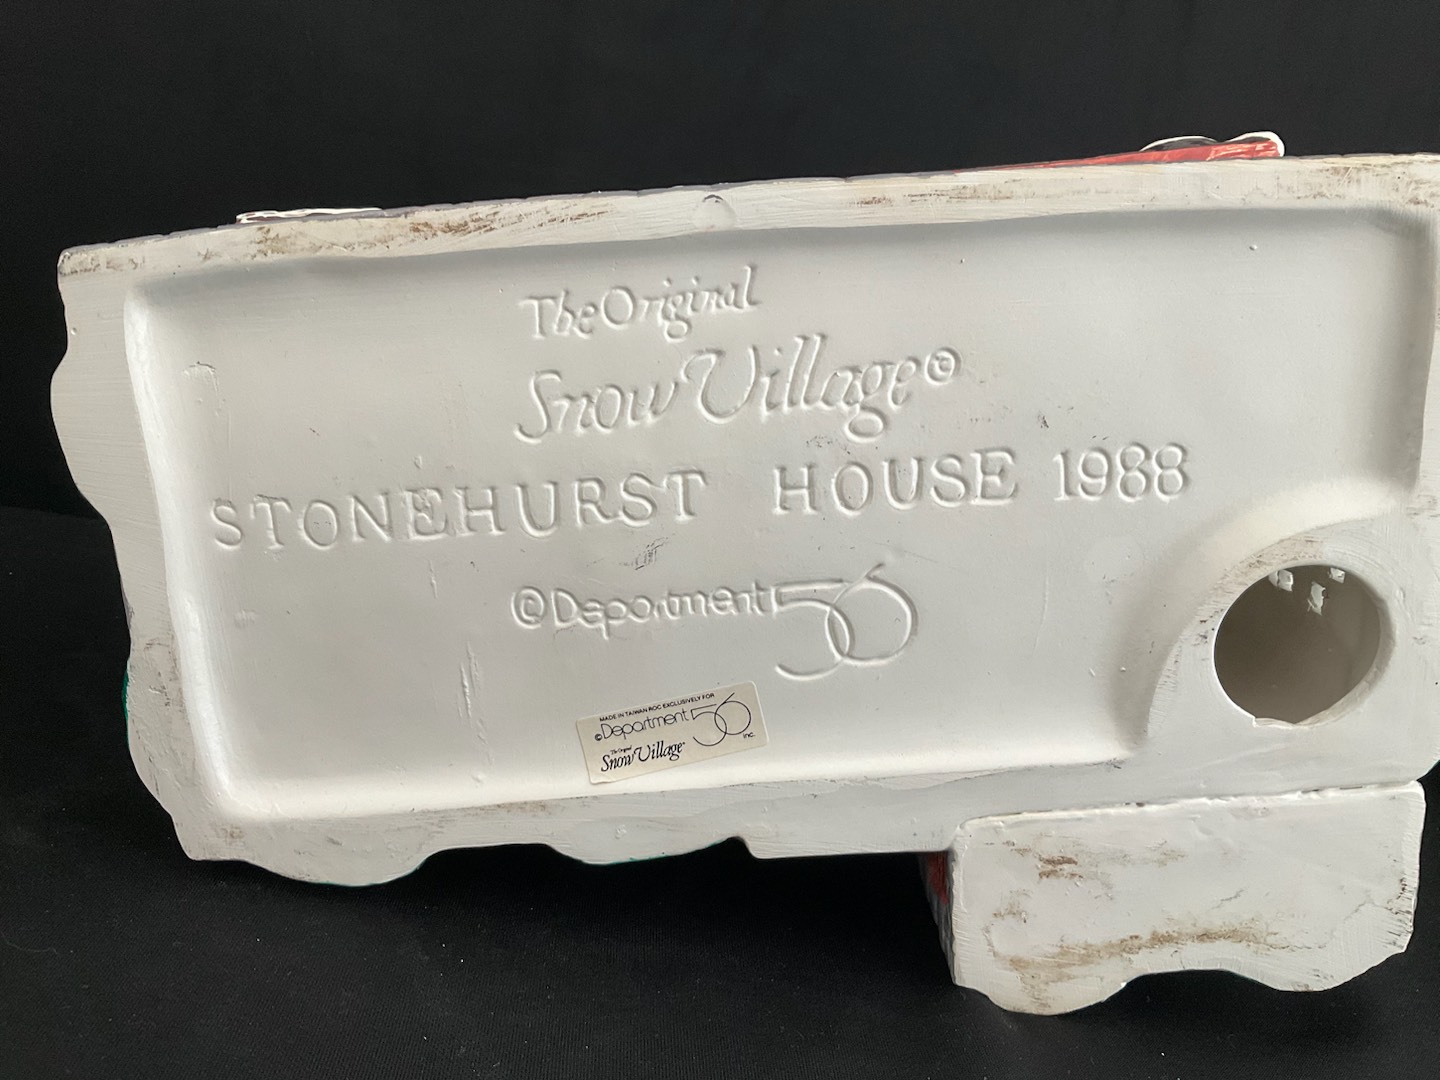 The Original
Snow Village©
STONEHURST HOUSE 1988
©Department 56
MADE IN TAIWAN ROC EXCLUSIVELY FOR
©Department 56 inc.
The Original
Snow Village